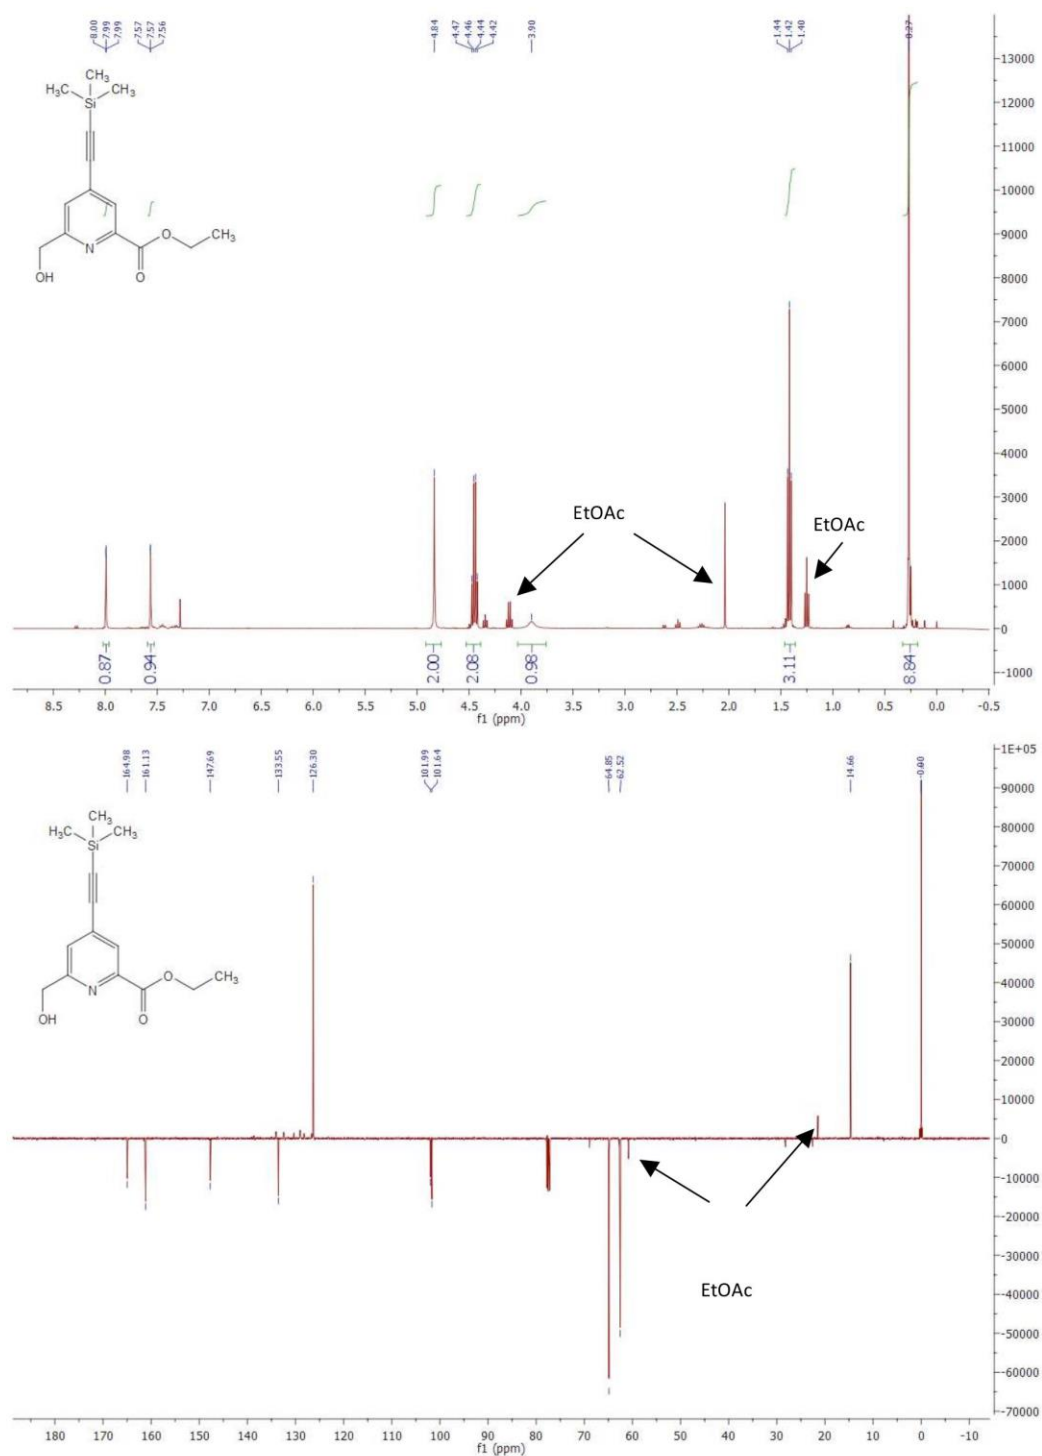 8.00 7.99 7.99 7.57 7.57 7.56 4.84 4.47 4.46 4.44 4.42 3.90 1.44 1.42 1.40 0.27
CH₃
H₃C CH₃
Si
N
O CH₃
OH
O
EtOAc
EtOAc
13000
12000
11000
10000
9000
8000
7000
6000
5000
4000
3000
2000
1000
0
-1000
0.87 0.94 2.00 2.08 0.98 3.11 8.84
8.5 8.0 7.5 7.0 6.5 6.0 5.5 5.0 4.5 4.0 3.5 3.0 2.5 2.0 1.5 1.0 0.5 0.0 -0.5
f1 (ppm)
164.98 161.13 147.69 133.55 126.30 101.99 101.64 64.85 62.52 14.66 0.00
CH₃
H₃C CH₃
Si
N
O CH₃
OH
O
EtOAc
1E+05
90000
80000
70000
60000
50000
40000
30000
20000
10000
0
-10000
-20000
-30000
-40000
-50000
-60000
-70000
180 170 160 150 140 130 120 110 100 90 80 70 60 50 40 30 20 10 0 -10
f1 (ppm)